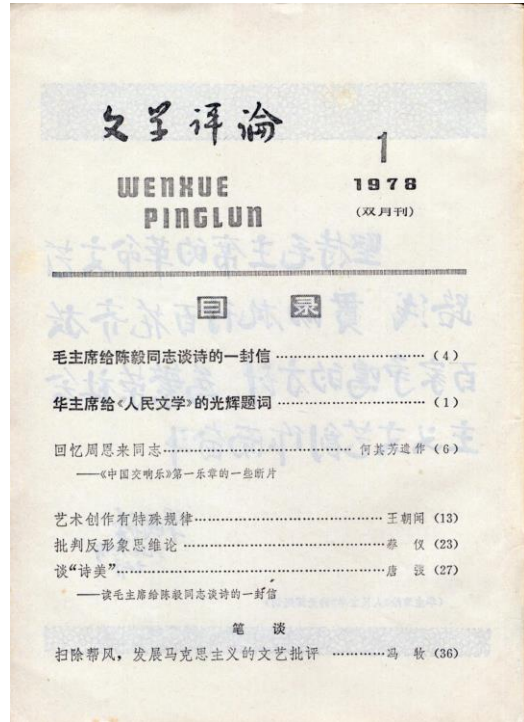 文学评论
1
WENXUE
PINGLUN
1978
(双月刊)
目 录
毛主席给陈毅同志谈诗的一封信 …………………… (4)
华主席给《人民文学》的光辉题词 …………………… (1)
回忆周恩来同志 …………………… 何其芳遗作 (6)
——《中国交响乐》第一乐章的一些断片
艺术创作有特殊规律 …………………… 王朝闻 (13)
批判反形象思维论 …………………… 蔡 仪 (23)
谈“诗美” …………………… 唐 弢 (27)
——读毛主席给陈毅同志谈诗的一封信
笔 谈
扫除帮风，发展马克思主义的文艺批评 ………… 冯 牧 (36)